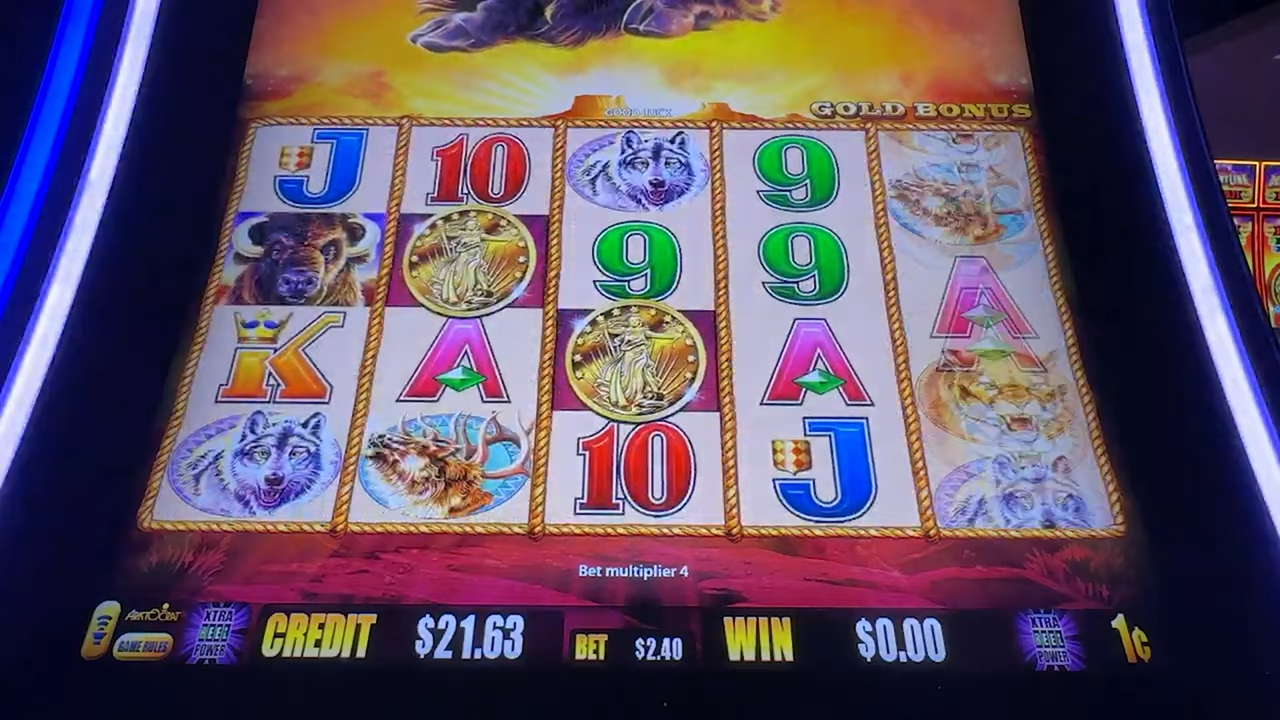 GOOD LUCK
GOLD BONUS
J 10 9
9 9 A
K A A
10 J
Bet multiplier 4
ARISTOCRAT
GAME RULES
XTRA REEL POWER
CREDIT $21.63 BET $2.40 WIN $0.00
XTRA REEL POWER
1¢